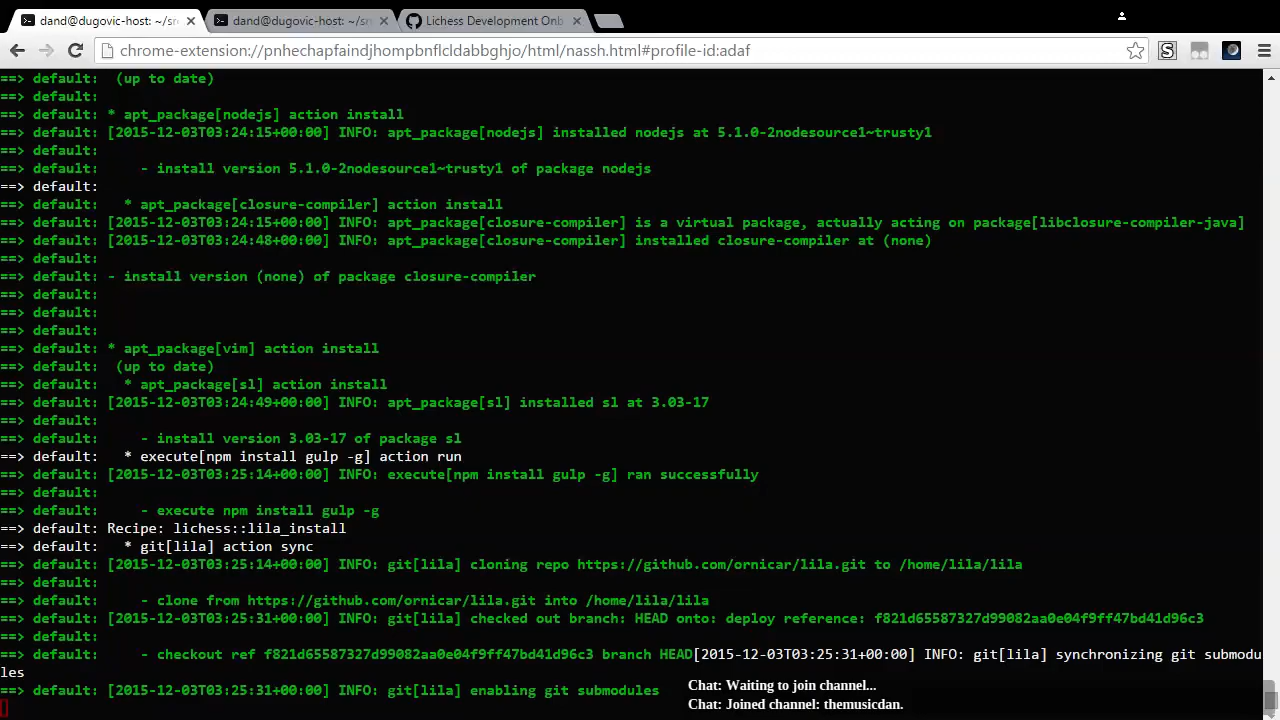 dand@dugovic-host: ~/sr
dand@dugovic-host: ~/sr
Lichess Development Onb
chrome-extension://pnhechapfaindjhompbnflcldabbghjo/html/nassh.html#profile-id:adaf
==> default:  (up to date)
==> default:
==> default: * apt_package[nodejs] action install
==> default: [2015-12-03T03:24:15+00:00] INFO: apt_package[nodejs] installed nodejs at 5.1.0-2nodesource1~trusty1
==> default:
==> default:     - install version 5.1.0-2nodesource1~trusty1 of package nodejs
==> default:
==> default:   * apt_package[closure-compiler] action install
==> default: [2015-12-03T03:24:15+00:00] INFO: apt_package[closure-compiler] is a virtual package, actually acting on package[libclosure-compiler-java]
==> default: [2015-12-03T03:24:48+00:00] INFO: apt_package[closure-compiler] installed closure-compiler at (none)
==> default:
==> default: - install version (none) of package closure-compiler
==> default:
==> default:
==> default:
==> default: * apt_package[vim] action install
==> default:  (up to date)
==> default:   * apt_package[sl] action install
==> default: [2015-12-03T03:24:49+00:00] INFO: apt_package[sl] installed sl at 3.03-17
==> default:
==> default:     - install version 3.03-17 of package sl
==> default:   * execute[npm install gulp -g] action run
==> default: [2015-12-03T03:25:14+00:00] INFO: execute[npm install gulp -g] ran successfully
==> default:
==> default:     - execute npm install gulp -g
==> default: Recipe: lichess::lila_install
==> default:   * git[lila] action sync
==> default: [2015-12-03T03:25:14+00:00] INFO: git[lila] cloning repo https://github.com/ornicar/lila.git to /home/lila/lila
==> default:
==> default:     - clone from https://github.com/ornicar/lila.git into /home/lila/lila
==> default: [2015-12-03T03:25:31+00:00] INFO: git[lila] checked out branch: HEAD onto: deploy reference: f821d65587327d99082aa0e04f9ff47bd41d96c3
==> default:
==> default:     - checkout ref f821d65587327d99082aa0e04f9ff47bd41d96c3 branch HEAD[2015-12-03T03:25:31+00:00] INFO: git[lila] synchronizing git submodu
les
==> default: [2015-12-03T03:25:31+00:00] INFO: git[lila] enabling git submodules
Chat: Waiting to join channel...
Chat: Joined channel: themusicdan.